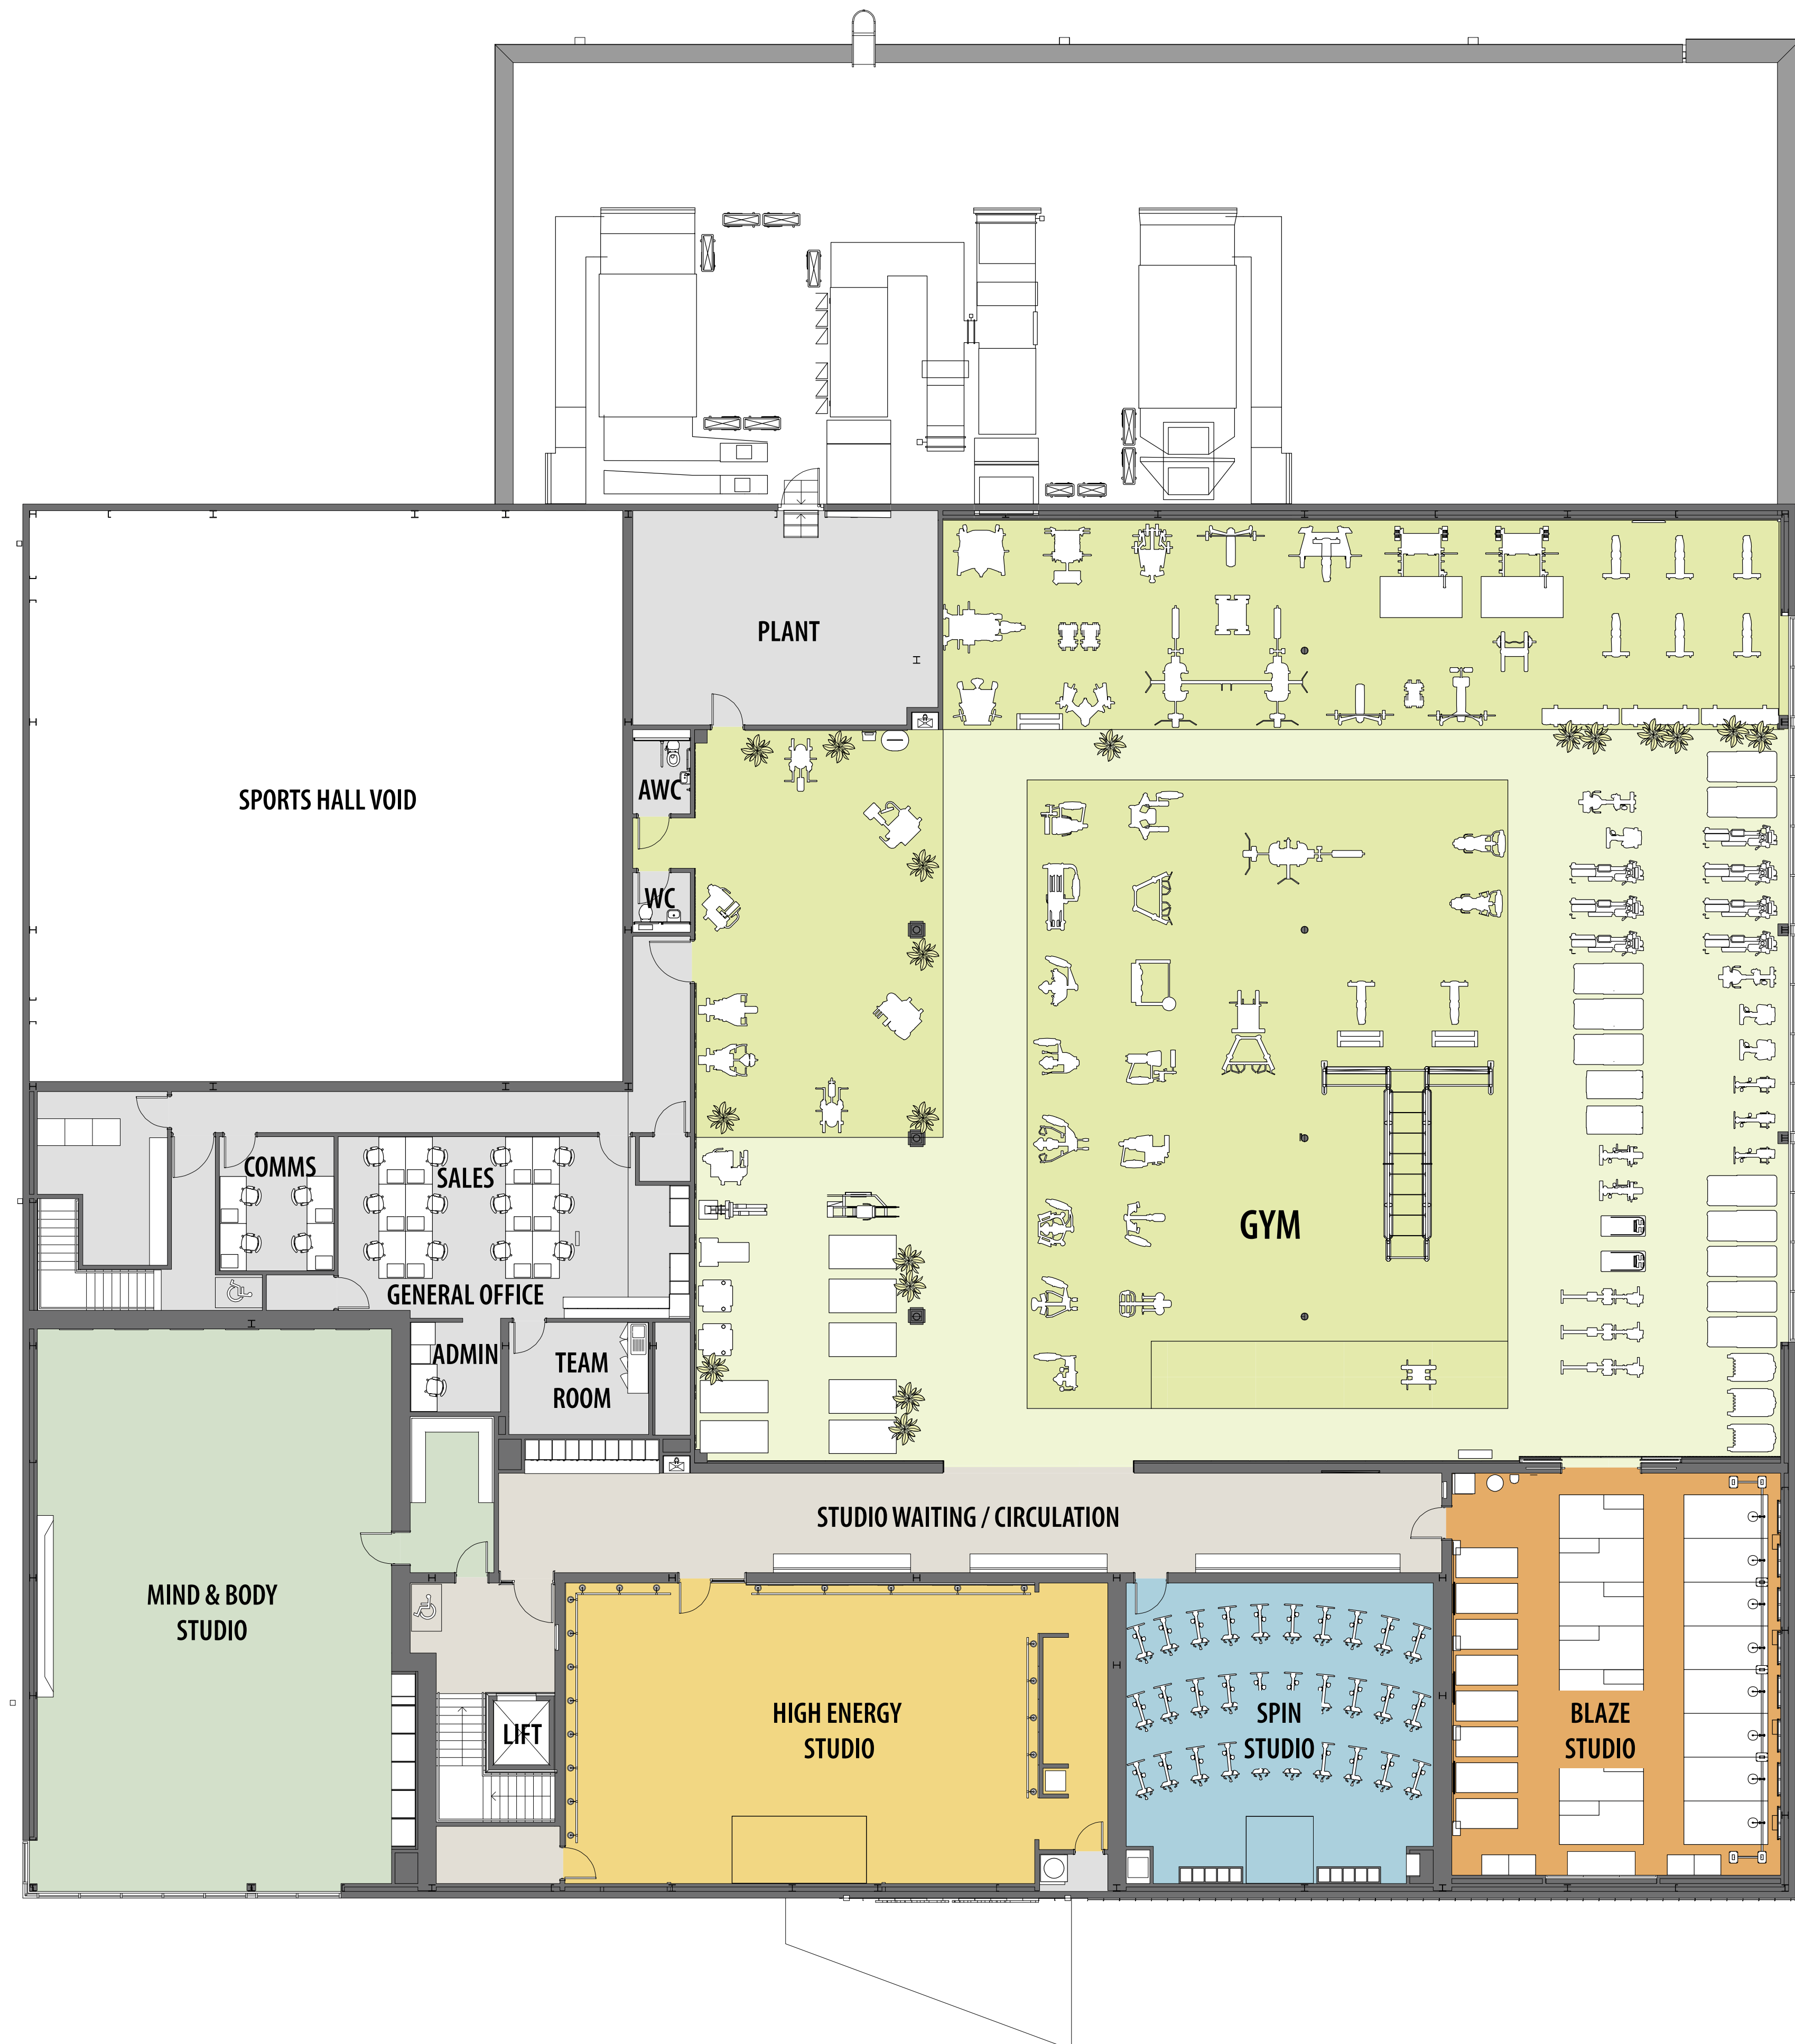 PLANT
SPORTS HALL VOID
AWC
WC
COMMS
SALES
GYM
GENERAL OFFICE
ADMIN
TEAM
ROOM
STUDIO WAITING / CIRCULATION
MIND & BODY
STUDIO
HIGH ENERGY
STUDIO
SPIN
STUDIO
BLAZE
STUDIO
LIFT